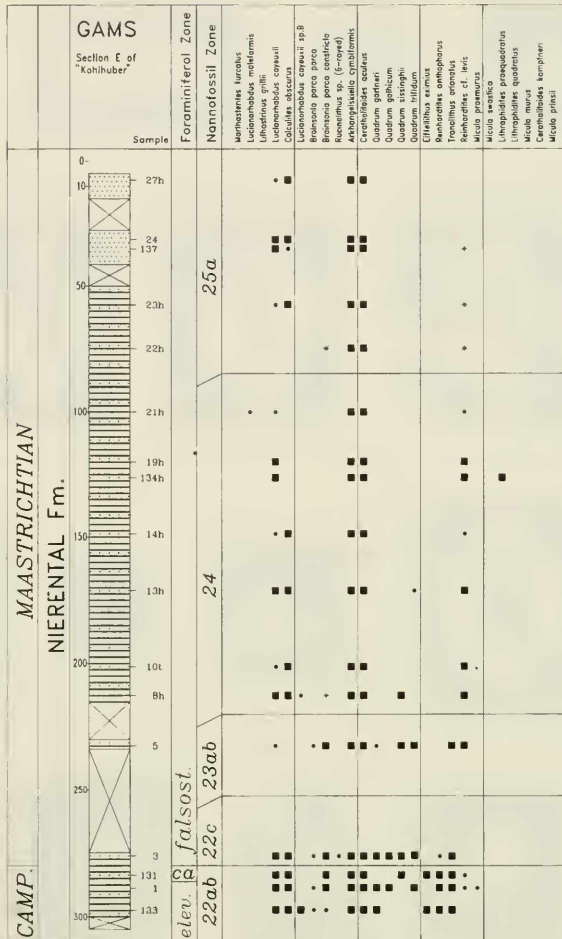 GAMS
Section E of
"Kohlhuber"
Sample
Foraminiferal Zone
Nannofossil Zone
Marthasterites furcatus
Lucianorhabdus maleformis
Lithastrinus grillii
Lucianorhabdus cayeuxii
Calculites obscurus
Lucianorhabdus cayeuxii sp.B
Broinsonia parca parca
Broinsonia parca constricta
Rucinolithus sp. (6-rayed)
Arkhangelskiella cymbiformis
Ceratholitoides aculeus
Quadrum gartneri
Quadrum gothicum
Quadrum sissinghii
Quadrum trifidum
Eiffellithus eximius
Reinhardtites anthophorus
Tranolithus orionatus
Reinhardtites cf. levis
Micula praemurus
Micula swastica
Lithraphidites praequadratus
Lithraphidites quadratus
Micula murus
Ceratholitoides kamptneri
Micula prinsii
MAASTRICHTIAN
CAMP.
NIERENTAL Fm.
0
10
50
100
150
200
250
300
27h
24
137
23h
22h
21h
19h
134h
14h
13h
10t
8h
5
3
131
1
133
falsost.
ca
elev.
25a
24
23ab
22c
22ab